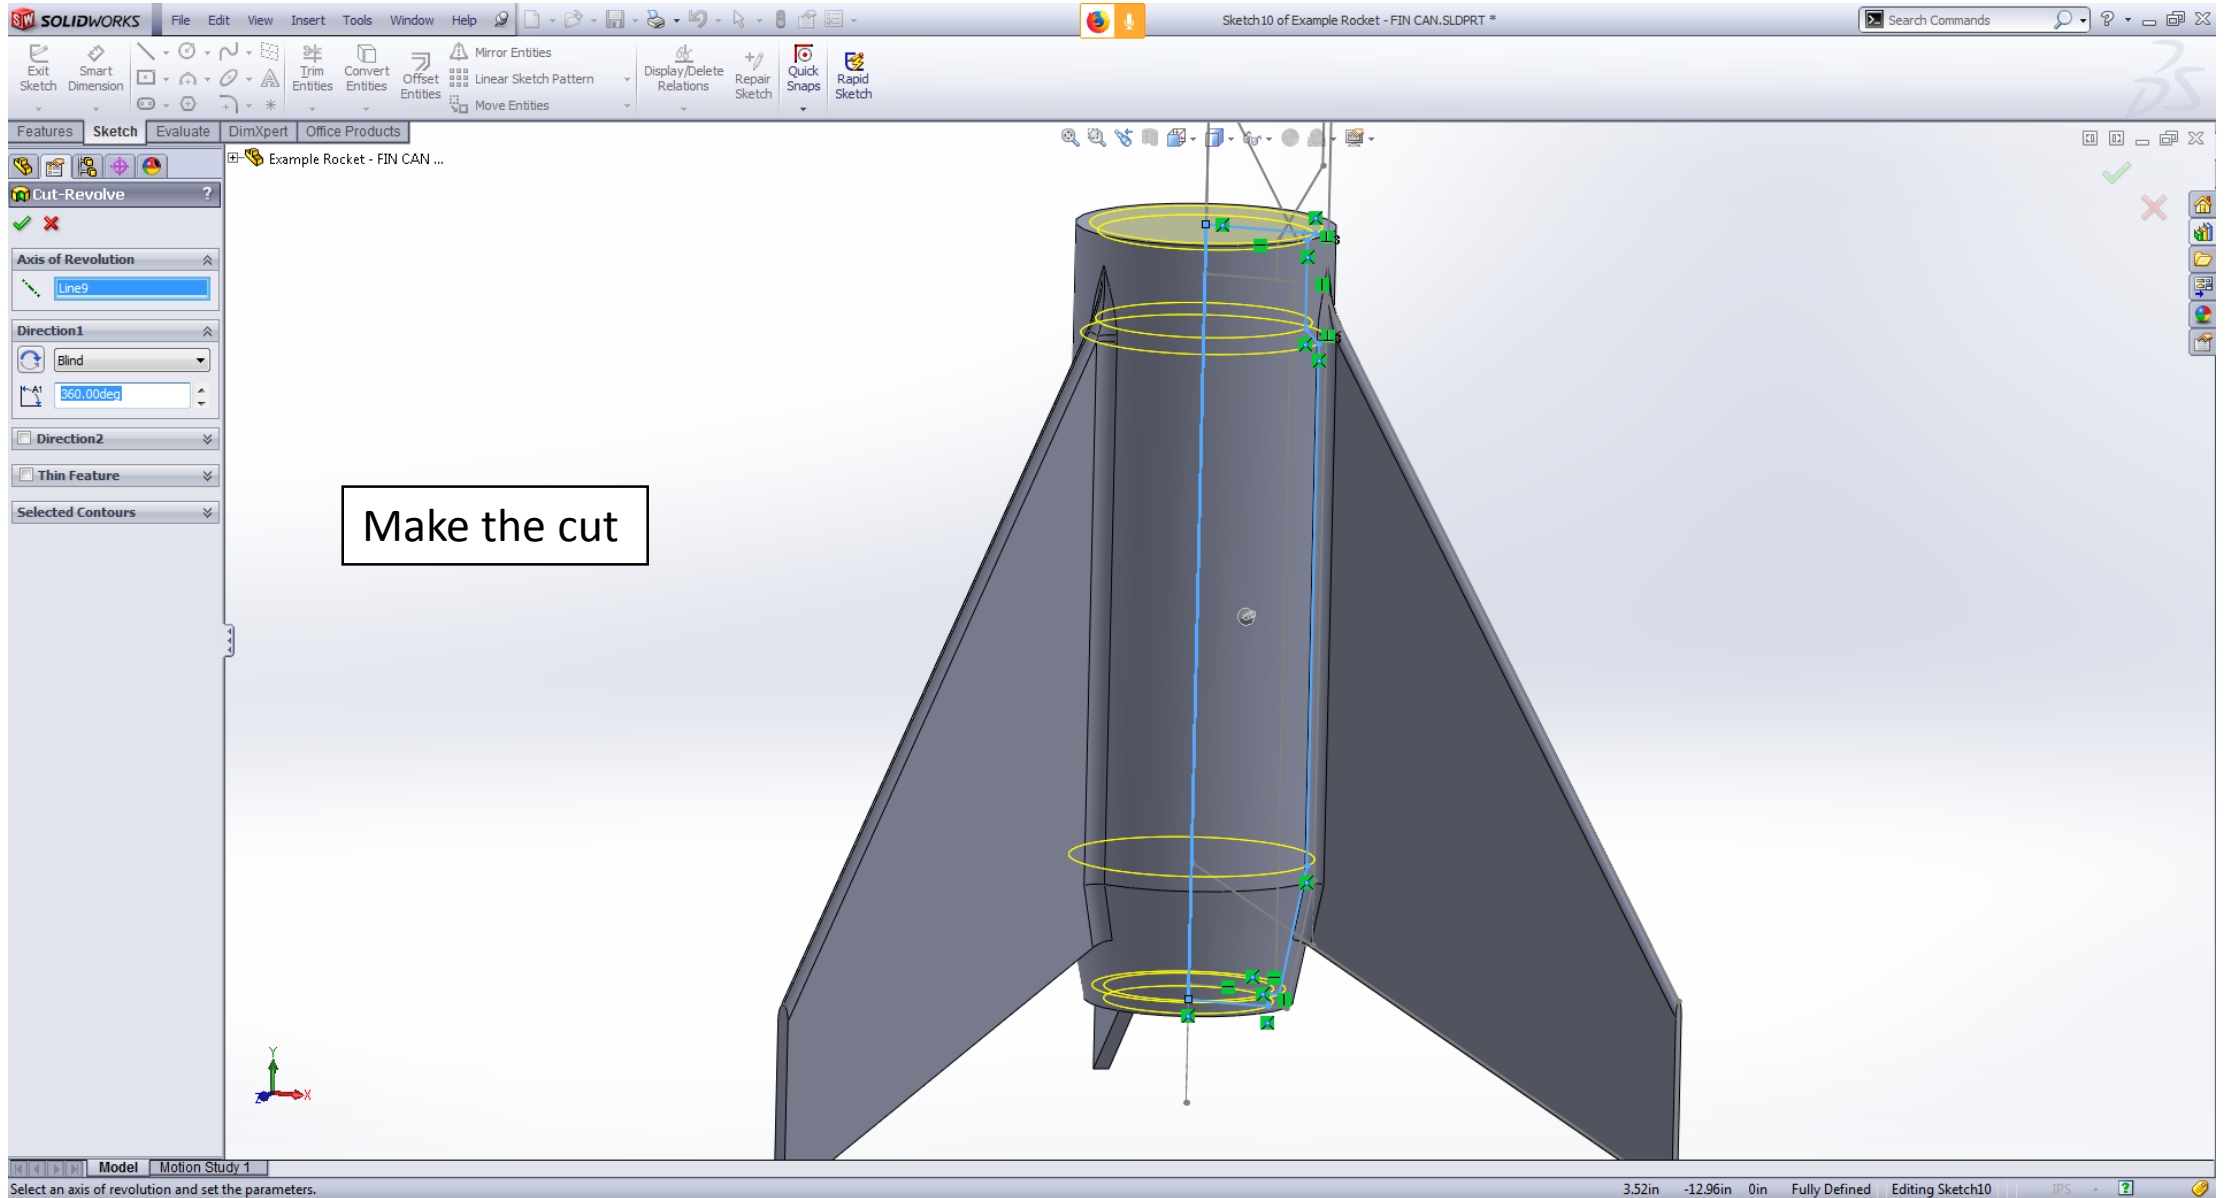 SOLIDWORKS File Edit View Insert Tools Window Help Sketch10 of Example Rocket - FIN CAN.SLDPRT * Search Commands ?
Exit Sketch Smart Dimension Trim Entities Convert Entities Offset Entities Mirror Entities Linear Sketch Pattern Move Entities Display/Delete Relations Repair Sketch Quick Snaps Rapid Sketch
Features Sketch Evaluate DimXpert Office Products
Example Rocket - FIN CAN ...
Cut-Revolve ?
Axis of Revolution
Line9
Direction1
Blind
A1 360.00deg
Direction2
Thin Feature
Selected Contours
Make the cut
Y
Z X
Model Motion Study 1
Select an axis of revolution and set the parameters. 3.52in -12.96in 0in Fully Defined Editing Sketch10 IPS ?